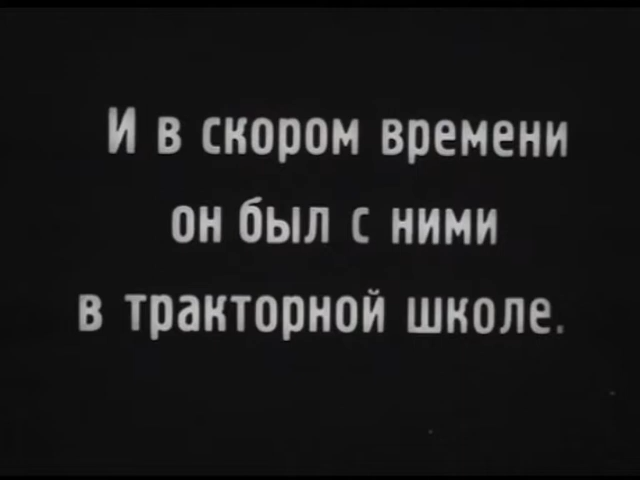 И в скором времени
он был с ними
в тракторной школе.